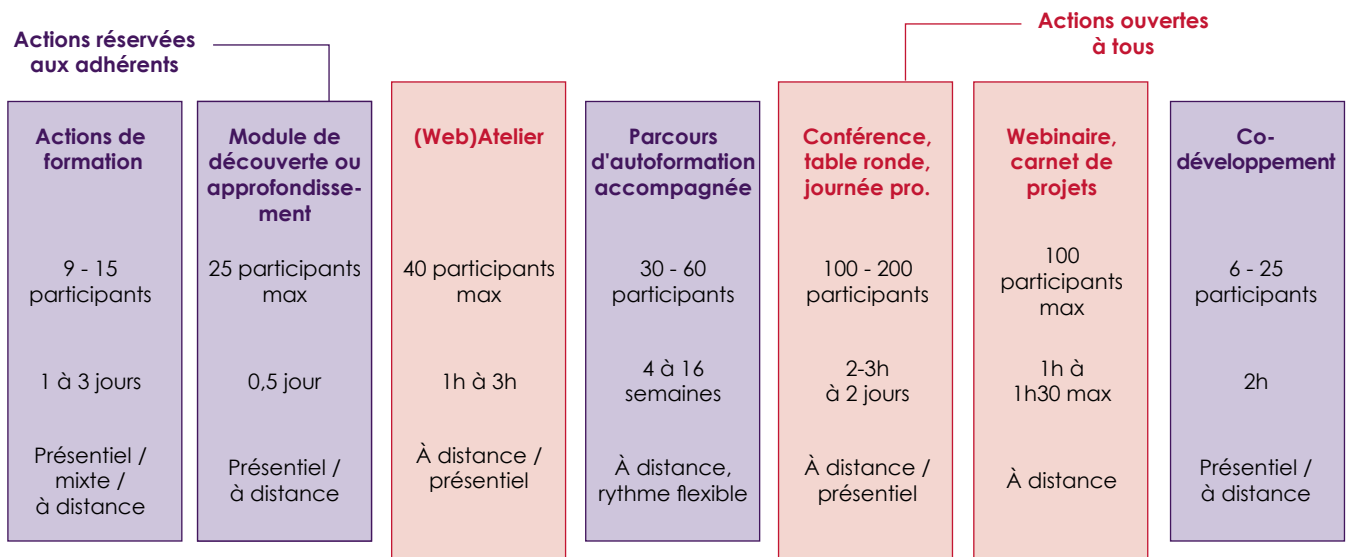 Actions réservées
aux adhérents
Actions ouvertes
à tous
Actions de
formation
9 - 15
participants
1 à 3 jours
Présentiel /
mixte /
à distance
Module de
découverte ou
approfondisse-
ment
25 participants
max
0,5 jour
Présentiel /
à distance
(Web)Atelier
40 participants
max
1h à 3h
À distance /
présentiel
Parcours
d'autoformation
accompagnée
30 - 60
participants
4 à 16
semaines
À distance,
rythme flexible
Conférence,
table ronde,
journée pro.
100 - 200
participants
2-3h
à 2 jours
À distance /
présentiel
Webinaire,
carnet de
projets
100
participants
max
1h à
1h30 max
À distance
Co-
développement
6 - 25
participants
2h
Présentiel /
à distance